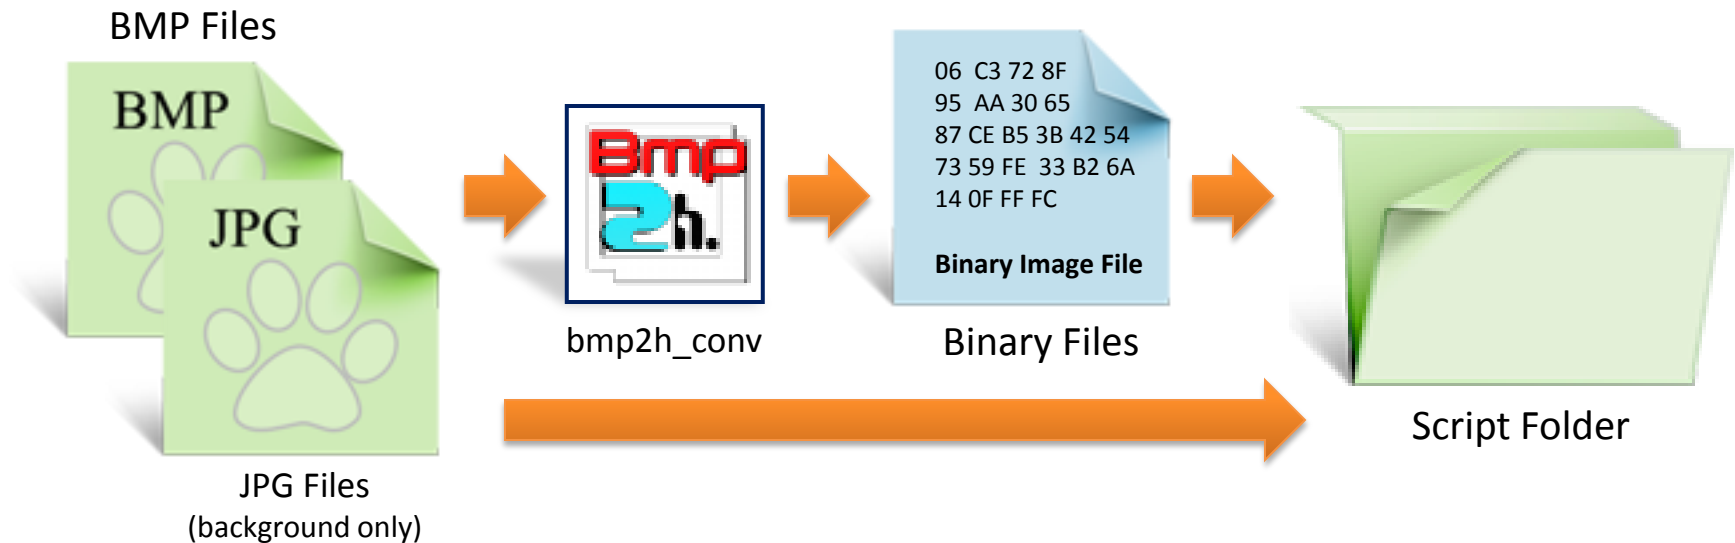 BMP Files
BMP
JPG
JPG Files
(background only)
Bmp
2h.
bmp2h_conv
06 C3 72 8F
95 AA 30 65
87 CE B5 3B 42 54
73 59 FE 33 B2 6A
14 0F FF FC
Binary Image File
Binary Files
Script Folder